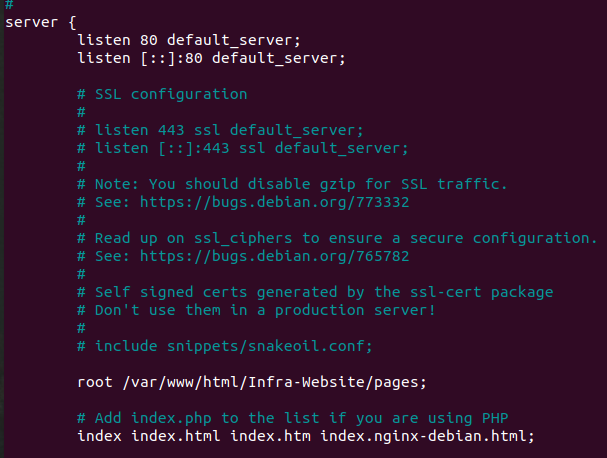 #
server {
        listen 80 default_server;
        listen [::]:80 default_server;

        # SSL configuration
        #
        # listen 443 ssl default_server;
        # listen [::]:443 ssl default_server;
        #
        # Note: You should disable gzip for SSL traffic.
        # See: https://bugs.debian.org/773332
        #
        # Read up on ssl_ciphers to ensure a secure configuration.
        # See: https://bugs.debian.org/765782
        #
        # Self signed certs generated by the ssl-cert package
        # Don't use them in a production server!
        #
        # include snippets/snakeoil.conf;

        root /var/www/html/Infra-Website/pages;

        # Add index.php to the list if you are using PHP
        index index.html index.htm index.nginx-debian.html;